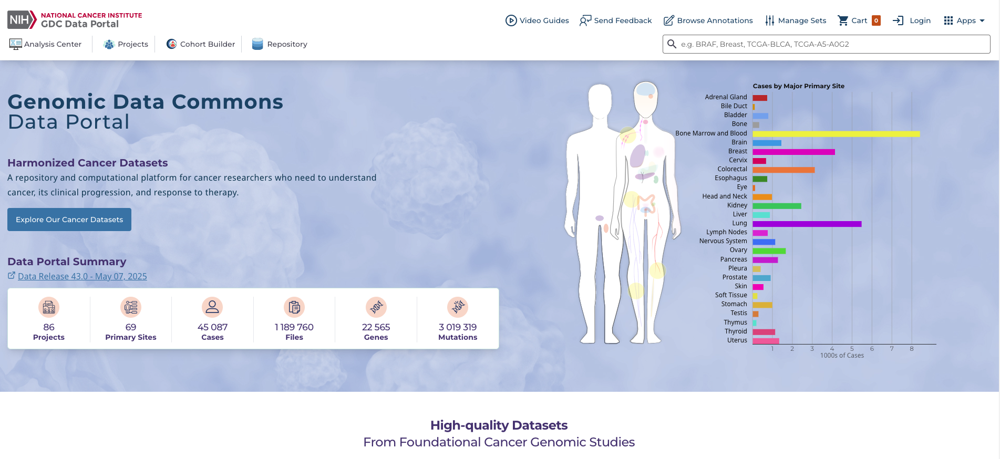 NIH NATIONAL CANCER INSTITUTE
GDC Data Portal
Video Guides
Send Feedback
Browse Annotations
Manage Sets
Cart 0
Login
Apps
Analysis Center
Projects
Cohort Builder
Repository
e.g. BRAF, Breast, TCGA-BLCA, TCGA-A5-A0G2
Genomic Data Commons
Data Portal
Harmonized Cancer Datasets
A repository and computational platform for cancer researchers who need to understand
cancer, its clinical progression, and response to therapy.
Explore Our Cancer Datasets
Data Portal Summary
Data Release 43.0 - May 07, 2025
86
Projects
69
Primary Sites
45 087
Cases
1 189 760
Files
22 565
Genes
3 019 319
Mutations
Cases by Major Primary Site
Adrenal Gland
Bile Duct
Bladder
Bone
Bone Marrow and Blood
Brain
Breast
Cervix
Colorectal
Esophagus
Eye
Head and Neck
Kidney
Liver
Lung
Lymph Nodes
Nervous System
Ovary
Pancreas
Pleura
Prostate
Skin
Soft Tissue
Stomach
Testis
Thymus
Thyroid
Uterus
1 2 3 4 5 6 7 8
1000s of Cases
High-quality Datasets
From Foundational Cancer Genomic Studies